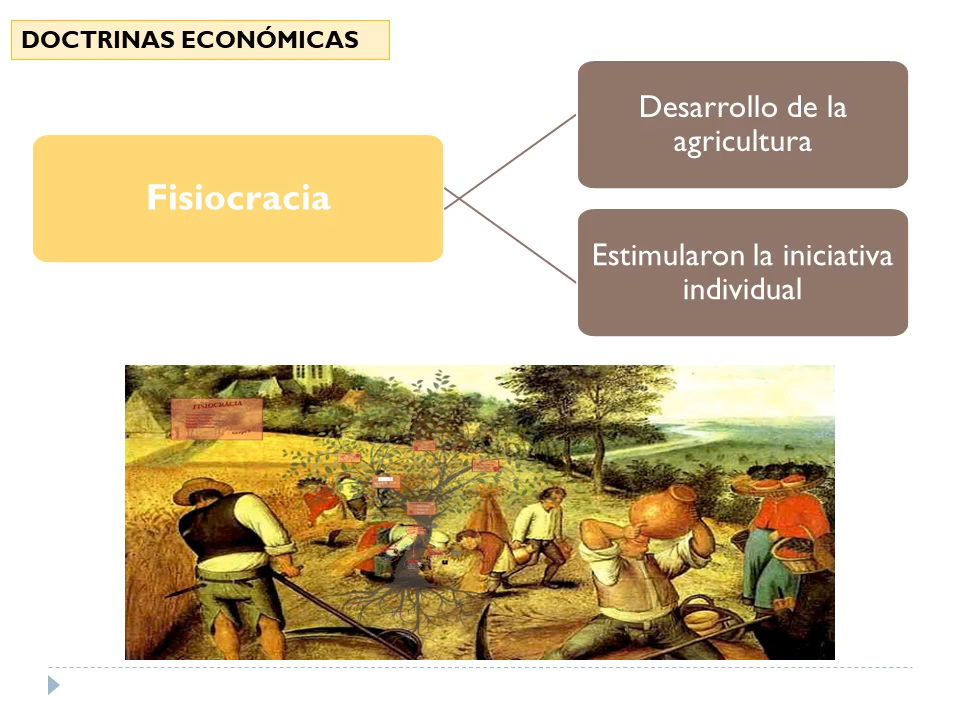 DOCTRINAS ECONÓMICAS
Fisiocracia
Desarrollo de la
agricultura
Estimularon la iniciativa
individual
FISIOCRACIA